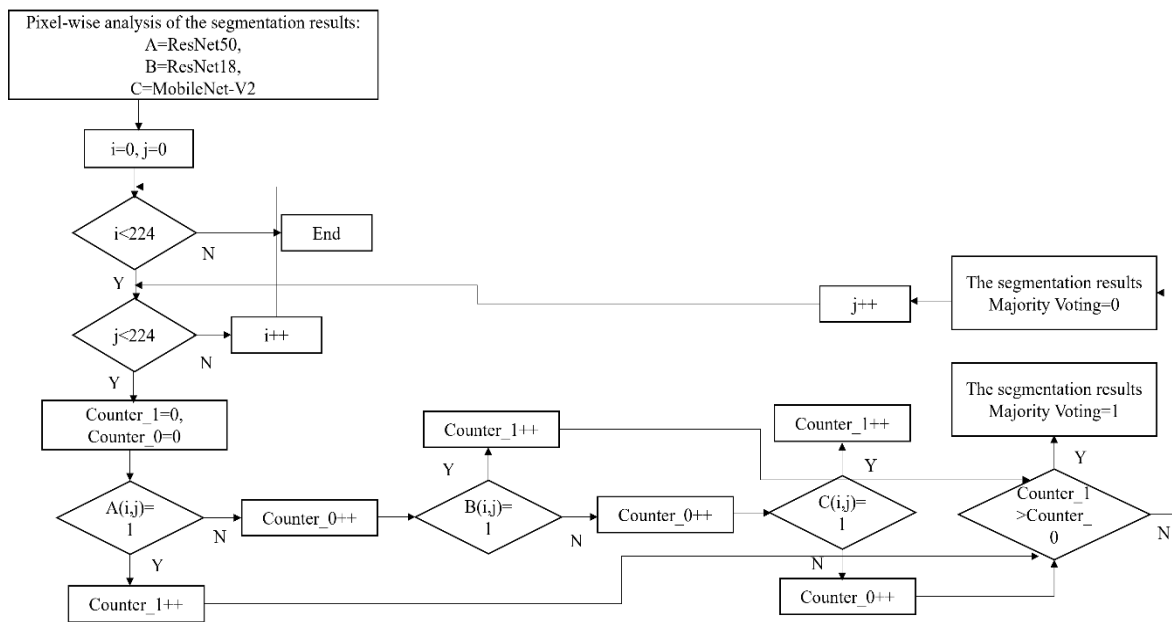 Pixel-wise analysis of the segmentation results:
A=ResNet50,
B=ResNet18,
C=MobileNet-V2
i=0, j=0
i<224
N
End
Y
j<224
N
i++
j++
The segmentation results
Majority Voting=0
Y
Counter_1=0,
Counter_0=0
The segmentation results
Majority Voting=1
Counter_1++
Counter_1++
Y
Y
Y
A(i,j)=
1
N
Counter_0++
B(i,j)=
1
N
Counter_0++
C(i,j)=
1
Counter_1
>Counter_
0
N
Y
N
Counter_1++
Counter_0++